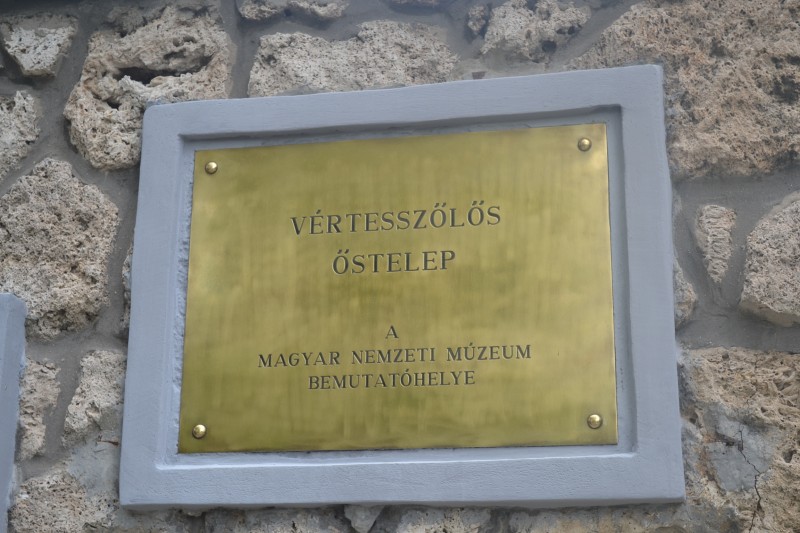 VÉRTESSZŐLŐS
ŐSTELEP
A
MAGYAR NEMZETI MÚZEUM
BEMUTATÓHELYE